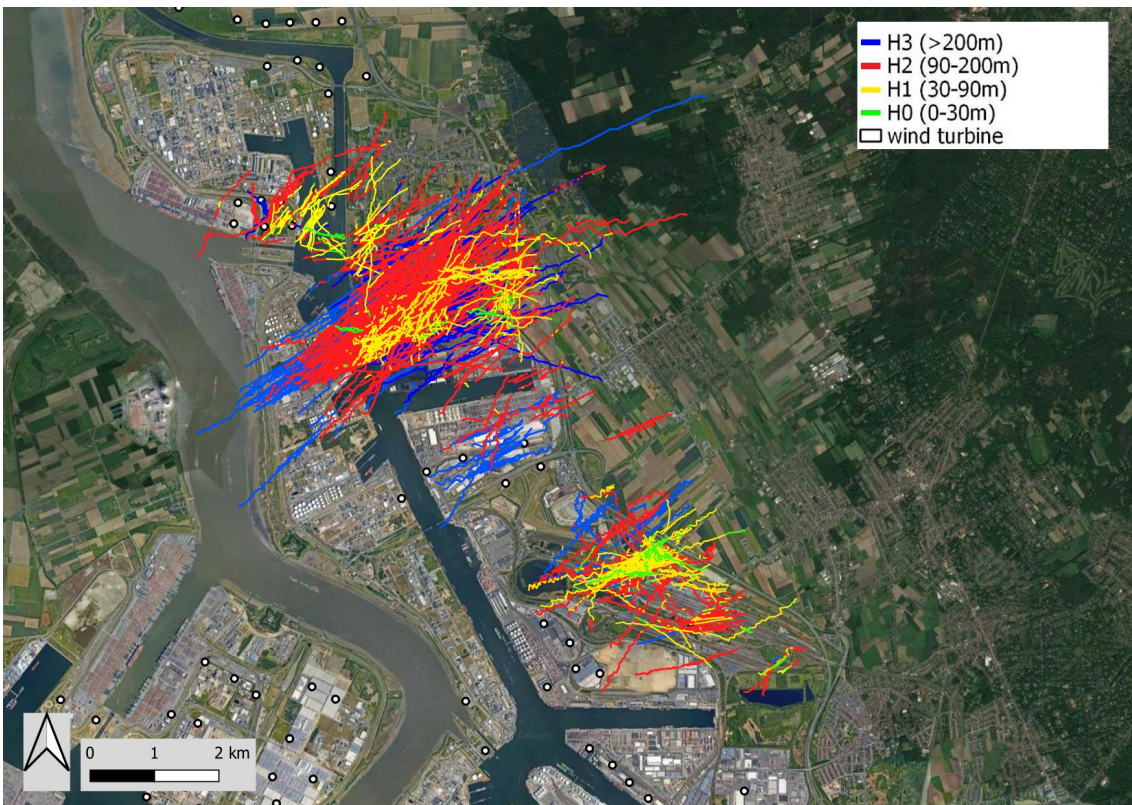 H3 (>200m)
H2 (90-200m)
H1 (30-90m)
H0 (0-30m)
wind turbine
0 1 2 km